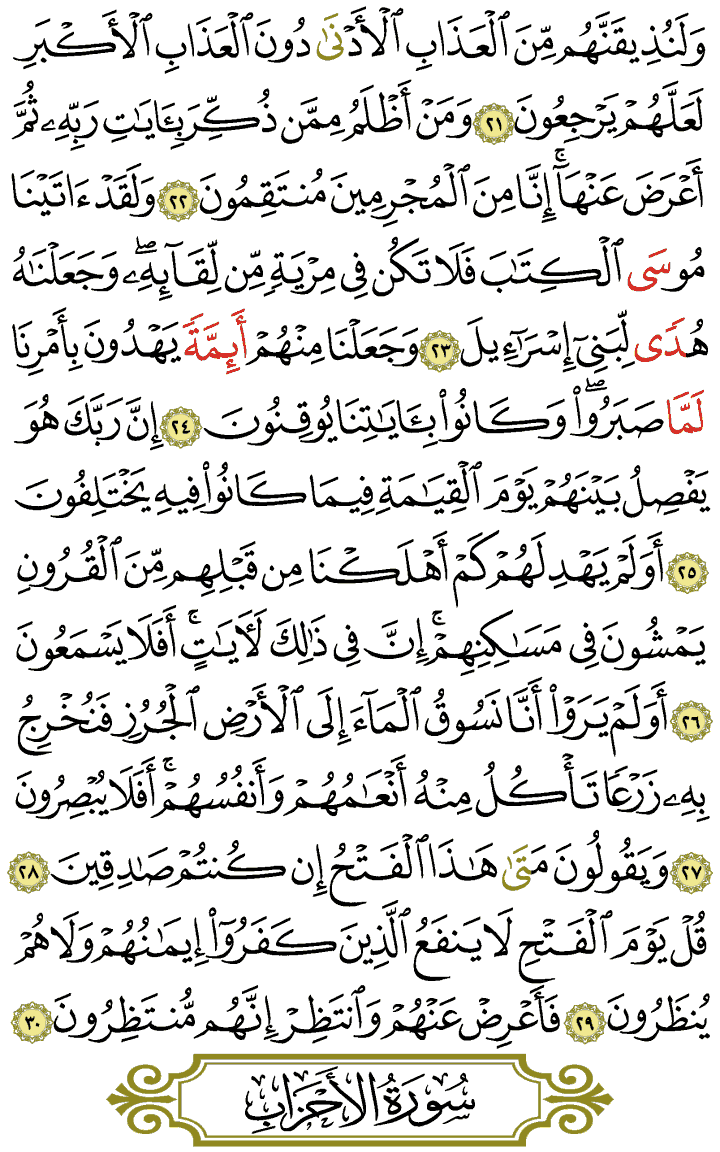 وَلَنُذِيقَنَّهُم مِّنَ ٱلْعَذَابِ ٱلْأَدْنَىٰ دُونَ ٱلْعَذَابِ ٱلْأَكْبَرِ
لَعَلَّهُمْ يَرْجِعُونَ ٢١ وَمَنْ أَظْلَمُ مِمَّن ذُكِّرَ بِـَٔايَـٰتِ رَبِّهِۦ ثُمَّ
أَعْرَضَ عَنْهَآ ۚ إِنَّا مِنَ ٱلْمُجْرِمِينَ مُنتَقِمُونَ ٢٢ وَلَقَدْ ءَاتَيْنَا
مُوسَى ٱلْكِتَـٰبَ فَلَا تَكُن فِى مِرْيَةٍ مِّن لِّقَآئِهِۦ ۖ وَجَعَلْنَـٰهُ
هُدًى لِّبَنِىٓ إِسْرَٰٓءِيلَ ٢٣ وَجَعَلْنَا مِنْهُمْ أَئِمَّةً يَهْدُونَ بِأَمْرِنَا
لَمَّا صَبَرُوا۟ ۖ وَكَانُوا۟ بِـَٔايَـٰتِنَا يُوقِنُونَ ٢٤ إِنَّ رَبَّكَ هُوَ
يَفْصِلُ بَيْنَهُمْ يَوْمَ ٱلْقِيَـٰمَةِ فِيمَا كَانُوا۟ فِيهِ يَخْتَلِفُونَ
٢٥ أَوَلَمْ يَهْدِ لَهُمْ كَمْ أَهْلَكْنَا مِن قَبْلِهِم مِّنَ ٱلْقُرُونِ
يَمْشُونَ فِى مَسَـٰكِنِهِمْ ۚ إِنَّ فِى ذَٰلِكَ لَـَٔايَـٰتٍ ۖ أَفَلَا يَسْمَعُونَ
٢٦ أَوَلَمْ يَرَوْا۟ أَنَّا نَسُوقُ ٱلْمَآءَ إِلَى ٱلْأَرْضِ ٱلْجُرُزِ فَنُخْرِجُ
بِهِۦ زَرْعًا تَأْكُلُ مِنْهُ أَنْعَـٰمُهُمْ وَأَنفُسُهُمْ ۚ أَفَلَا يُبْصِرُونَ
٢٧ وَيَقُولُونَ مَتَىٰ هَـٰذَا ٱلْفَتْحُ إِن كُنتُمْ صَـٰدِقِينَ ٢٨
قُلْ يَوْمَ ٱلْفَتْحِ لَا يَنفَعُ ٱلَّذِينَ كَفَرُوٓا۟ إِيمَـٰنُهُمْ وَلَا هُمْ
يُنظَرُونَ ٢٩ فَأَعْرِضْ عَنْهُمْ وَٱنتَظِرْ إِنَّهُم مُّنتَظِرُونَ ٣٠
سُورَةُ الأَحْزَابِ